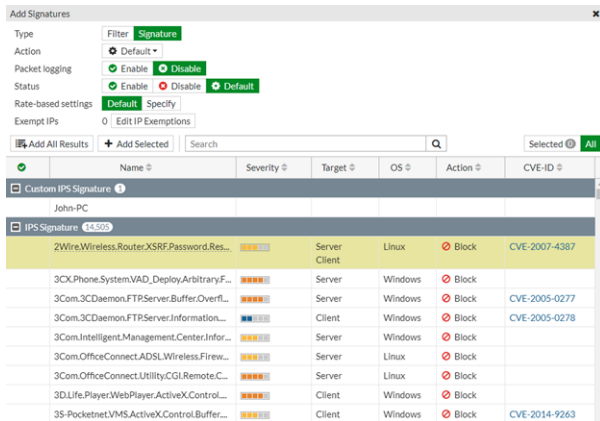 Add Signatures
Type Filter Signature
Action Default
Packet logging Enable Disable
Status Enable Disable Default
Rate-based settings Default Specify
Exempt IPs 0 Edit IP Exemptions
Add All Results Add Selected Search Selected 0 All
Name Severity Target OS Action CVE-ID
Custom IPS Signature 1
John-PC
IPS Signature 14,505
2Wire.Wireless.Router.XSRF.Password.Res... Server Linux Block CVE-2007-4387
Client
3CX.Phone.System.VAD_Deploy.Arbitrary.F... Server Windows Block
3Com.3CDaemon.FTP.Server.Buffer.Overfl... Server Windows Block CVE-2005-0277
3Com.3CDaemon.FTP.Server.Information.... Client Windows Block CVE-2005-0278
3Com.Intelligent.Management.Center.Infor... Server Windows Block
3Com.OfficeConnect.ADSL.Wireless.Firew... Server Linux Block
3Com.OfficeConnect.Utility.CGI.Remote.C... Server Linux Block
3D.Life.Player.WebPlayer.ActiveX.Control.... Client Windows Block
3S-Pocketnet.VMS.ActiveX.Control.Buffer.... Client Windows Block CVE-2014-9263